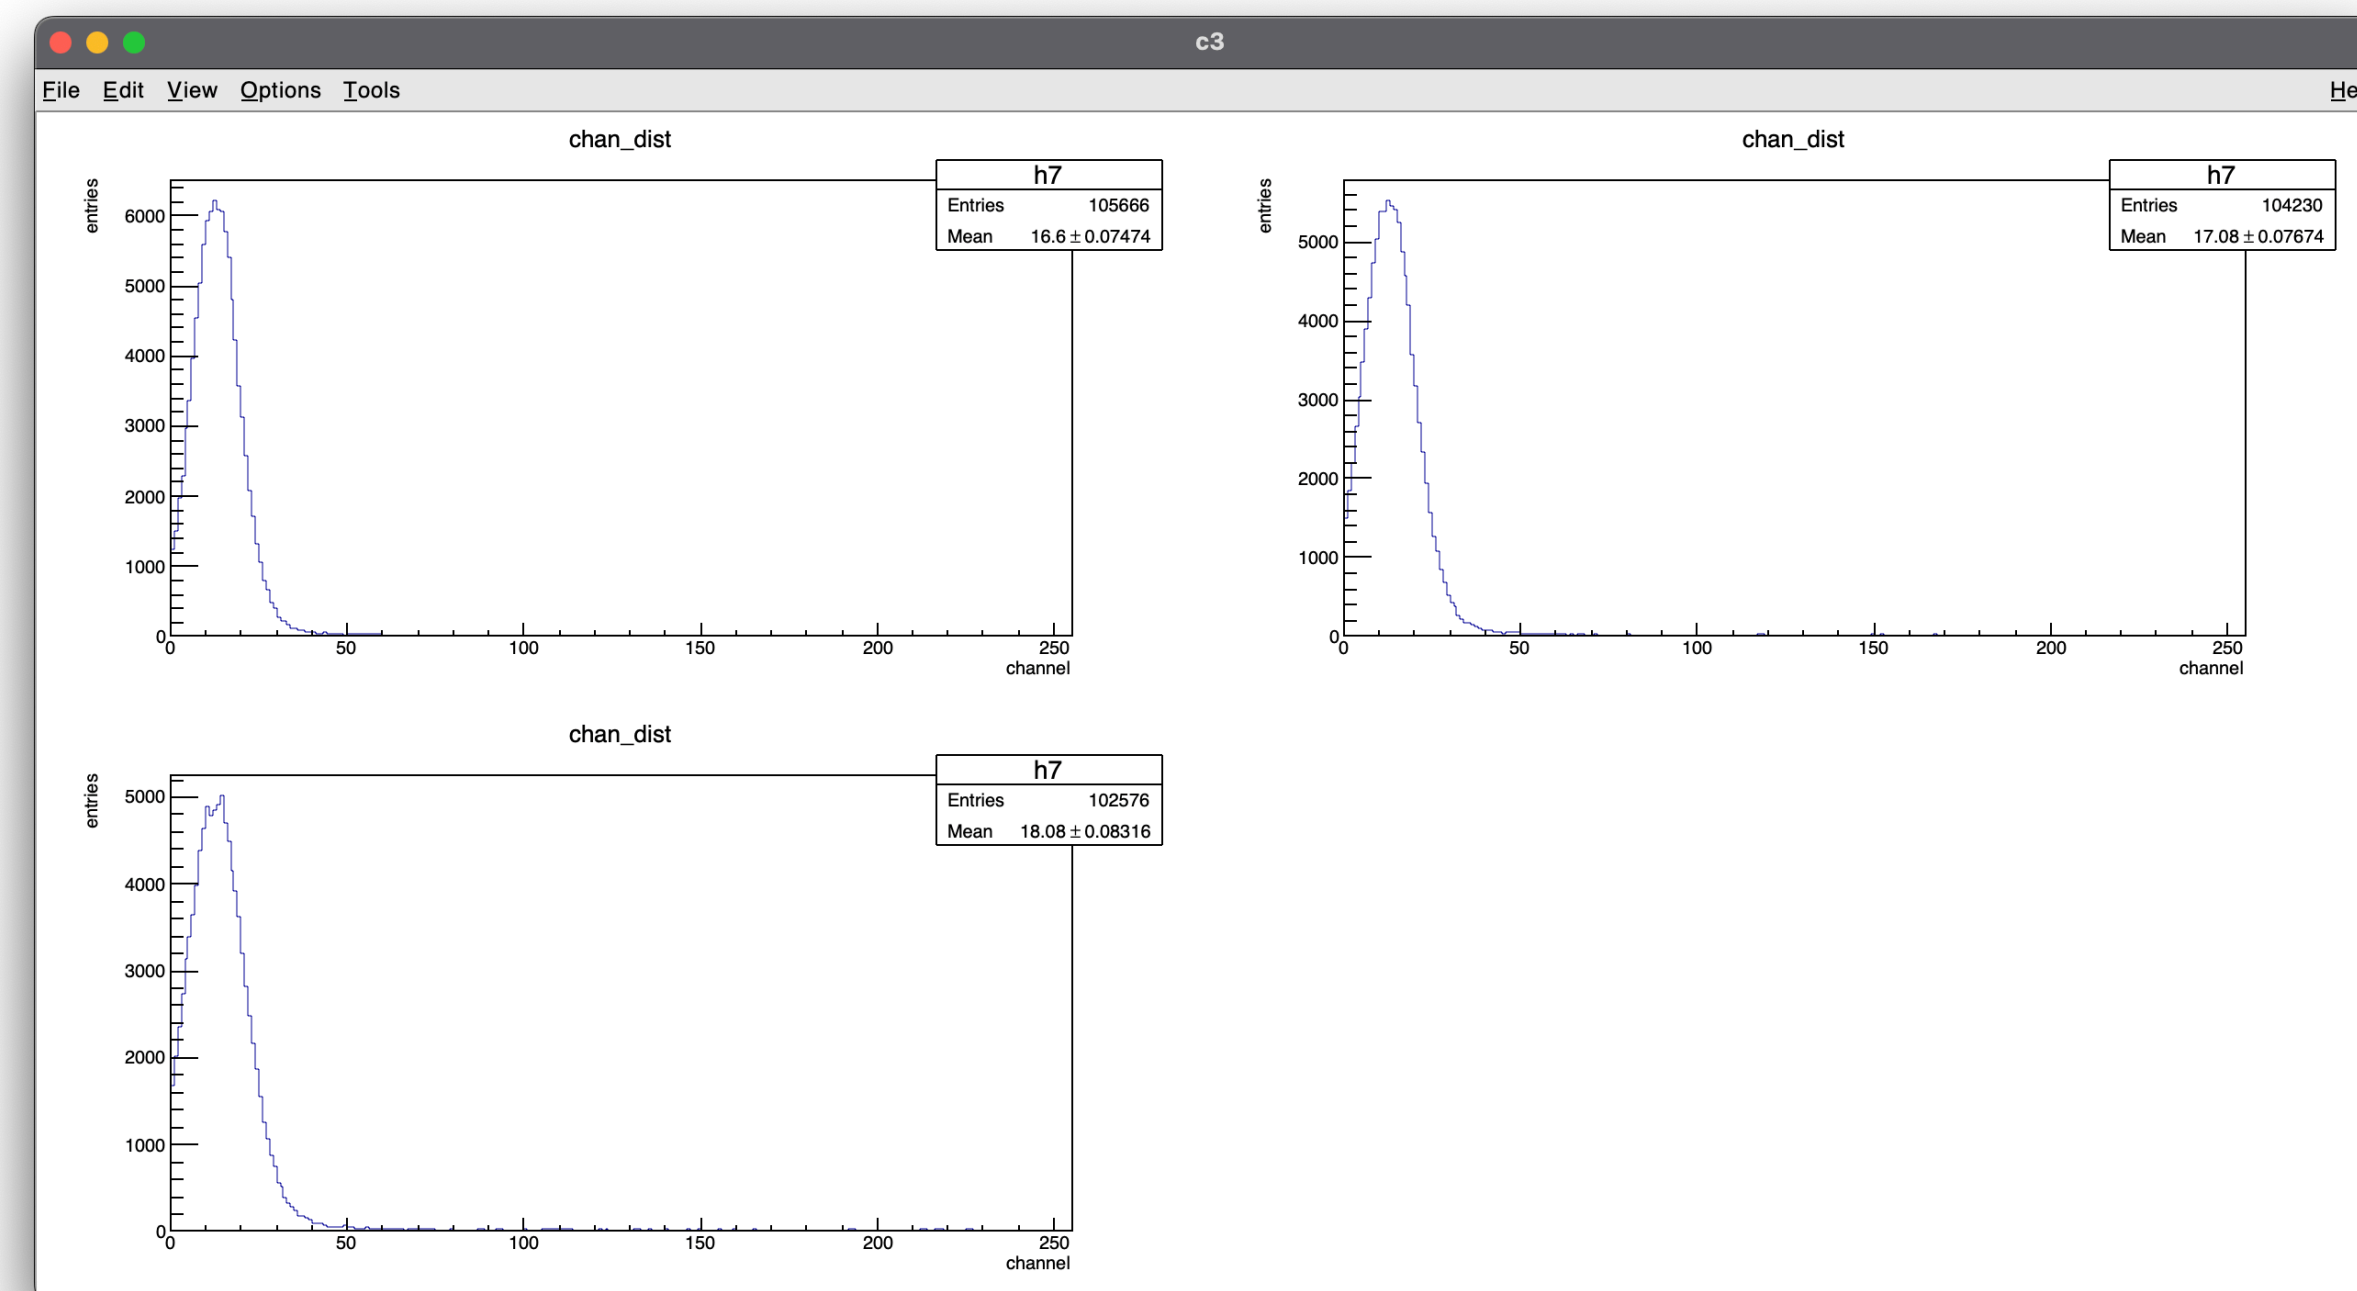 c3
File Edit View Options Tools He
chan_dist
h7
Entries 105666
Mean 16.6 ± 0.07474
entries
6000
5000
4000
3000
2000
1000
0
0 50 100 150 200 250
channel
chan_dist
h7
Entries 104230
Mean 17.08 ± 0.07674
entries
5000
4000
3000
2000
1000
0
0 50 100 150 200 250
channel
chan_dist
h7
Entries 102576
Mean 18.08 ± 0.08316
entries
5000
4000
3000
2000
1000
0
0 50 100 150 200 250
channel